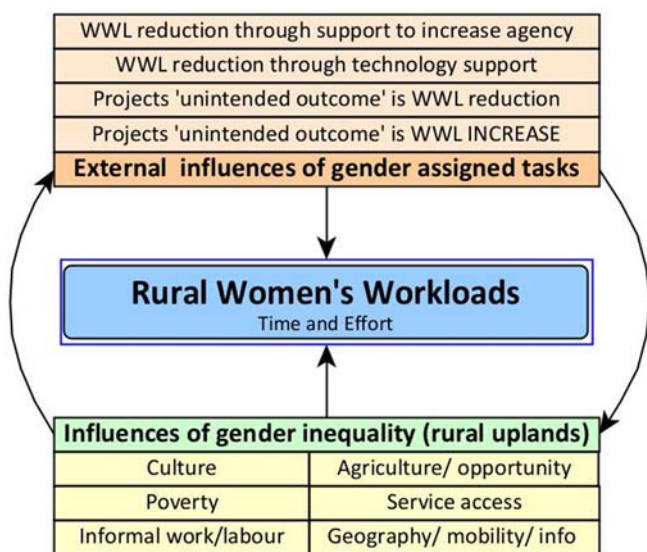 WWL reduction through support to increase agency
WWL reduction through technology support
Projects 'unintended outcome' is WWL reduction
Projects 'unintended outcome' is WWL INCREASE
External influences of gender assigned tasks
Rural Women's Workloads
Time and Effort
Influences of gender inequality (rural uplands)
Culture
Agriculture/ opportunity
Poverty
Service access
Informal work/labour
Geography/ mobility/ info